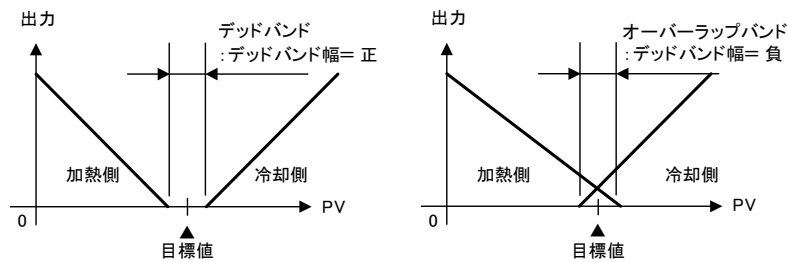 出力
デッドバンド
:デッドバンド幅= 正
加熱側
冷却側
PV
0
目標値
出力
オーバーラップバンド
:デッドバンド幅= 負
加熱側
冷却側
PV
0
目標値